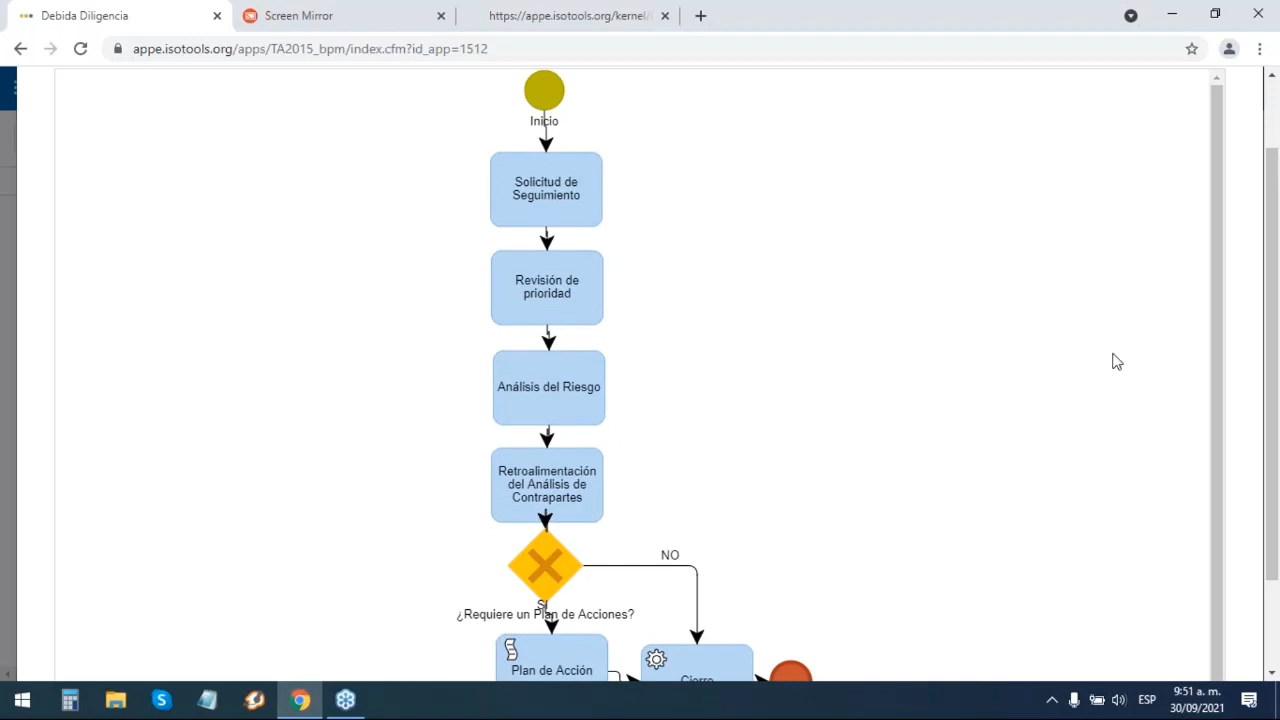 Debida Diligencia
Screen Mirror
https://appe.isotools.org/kernel/
appe.isotools.org/apps/TA2015_bpm/index.cfm?id_app=1512
Inicio
Solicitud de
Seguimiento
Revisión de
prioridad
Análisis del Riesgo
Retroalimentación
del Análisis de
Contrapartes
NO
SI
¿Requiere un Plan de Acciones?
Plan de Acción
Cierre
ESP
9:51 a. m.
30/09/2021